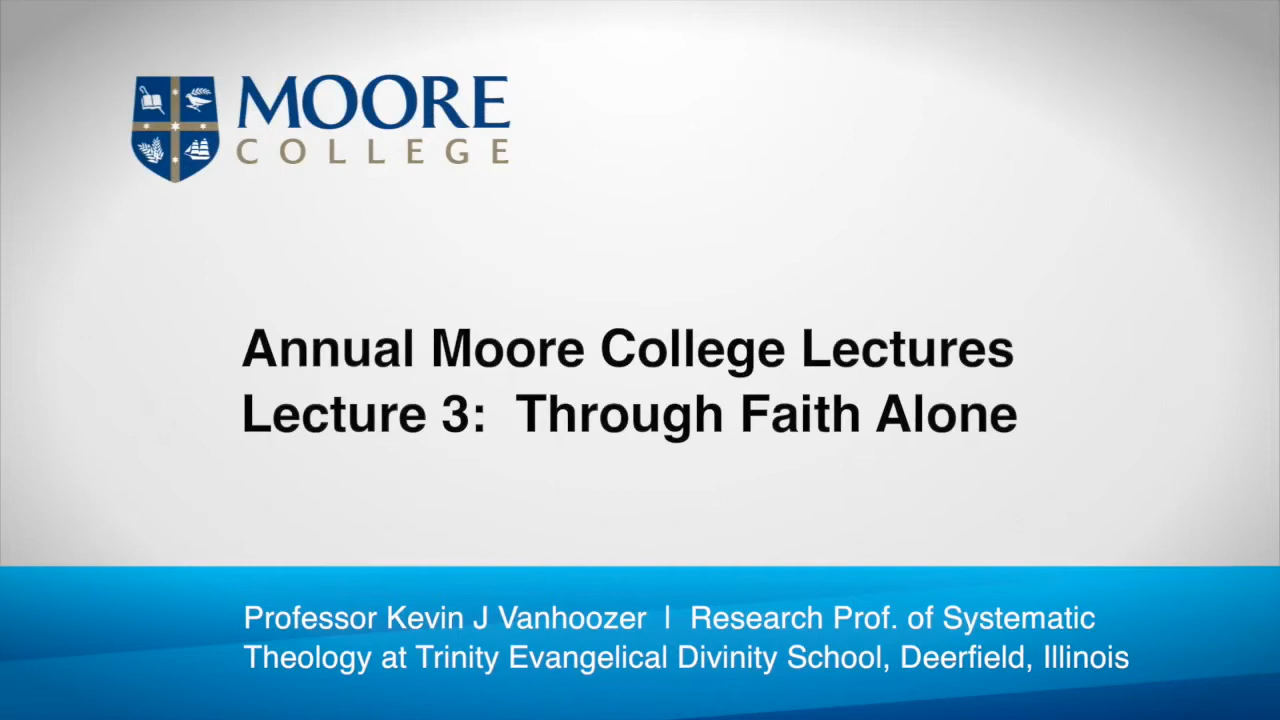 MOORE
COLLEGE
Annual Moore College Lectures
Lecture 3: Through Faith Alone
Professor Kevin J Vanhoozer | Research Prof. of Systematic
Theology at Trinity Evangelical Divinity School, Deerfield, Illinois